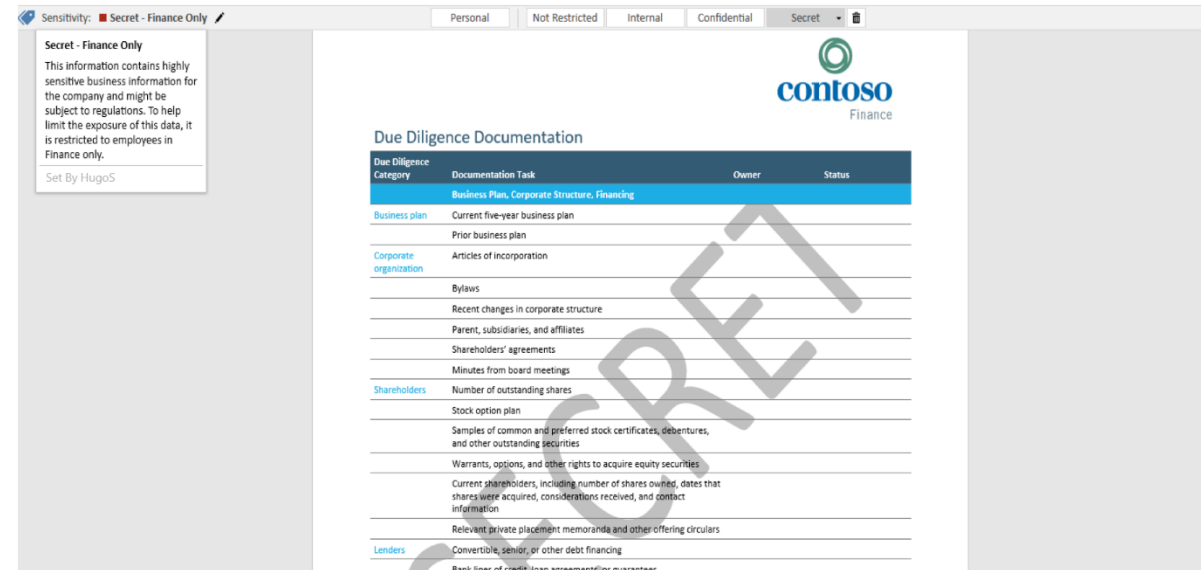 Sensitivity: Secret - Finance Only
Personal Not Restricted Internal Confidential Secret
Secret - Finance Only
This information contains highly
sensitive business information for
the company and might be
subject to regulations. To help
limit the exposure of this data, it
is restricted to employees in
Finance only.
Set By HugoS
contoso
Finance
Due Diligence Documentation
Due Diligence
Category Documentation Task Owner Status
Business Plan, Corporate Structure, Financing
Business plan Current five-year business plan
Prior business plan
Corporate Articles of incorporation
organization
Bylaws
Recent changes in corporate structure
Parent, subsidiaries, and affiliates
Shareholders' agreements
Minutes from board meetings
Shareholders Number of outstanding shares
Stock option plan
Samples of common and preferred stock certificates, debentures,
and other outstanding securities
Warrants, options, and other rights to acquire equity securities
Current shareholders, including number of shares owned, dates that
shares were acquired, considerations received, and contact
information
Relevant private placement memoranda and other offering circulars
Lenders Convertible, senior, or other debt financing
Bank lines of credit, loan agreements, or guarantees
SECRET